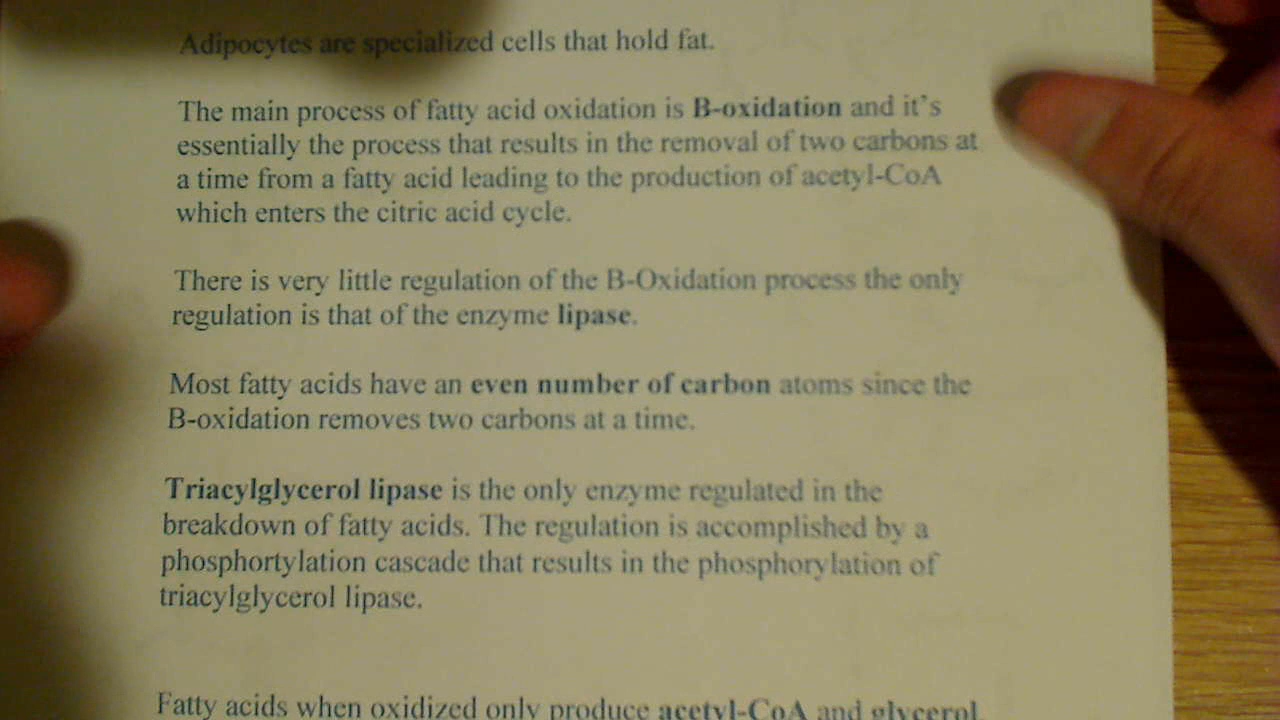 Adipocytes are specialized cells that hold fat.
The main process of fatty acid oxidation is B-oxidation and it's
essentially the process that results in the removal of two carbons at
a time from a fatty acid leading to the production of acetyl-CoA
which enters the citric acid cycle.
There is very little regulation of the B-Oxidation process the only
regulation is that of the enzyme lipase.
Most fatty acids have an even number of carbon atoms since the
B-oxidation removes two carbons at a time.
Triacylglycerol lipase is the only enzyme regulated in the
breakdown of fatty acids. The regulation is accomplished by a
phosphortylation cascade that results in the phosphorylation of
triacylglycerol lipase.
Fatty acids when oxidized only produce acetyl-CoA and glycerol